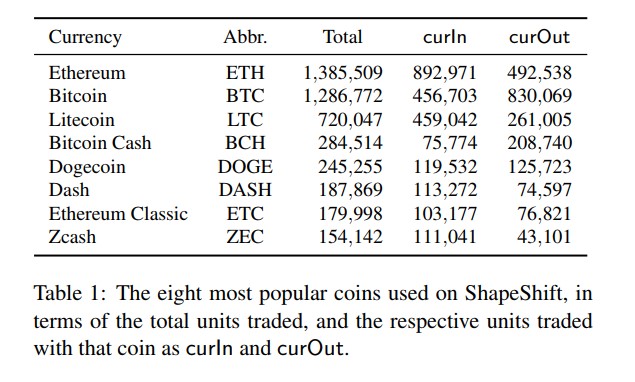 Currency Abbr. Total curIn curOut
Ethereum ETH 1,385,509 892,971 492,538
Bitcoin BTC 1,286,772 456,703 830,069
Litecoin LTC 720,047 459,042 261,005
Bitcoin Cash BCH 284,514 75,774 208,740
Dogecoin DOGE 245,255 119,532 125,723
Dash DASH 187,869 113,272 74,597
Ethereum Classic ETC 179,998 103,177 76,821
Zcash ZEC 154,142 111,041 43,101
Table 1: The eight most popular coins used on ShapeShift, in
terms of the total units traded, and the respective units traded
with that coin as curIn and curOut.